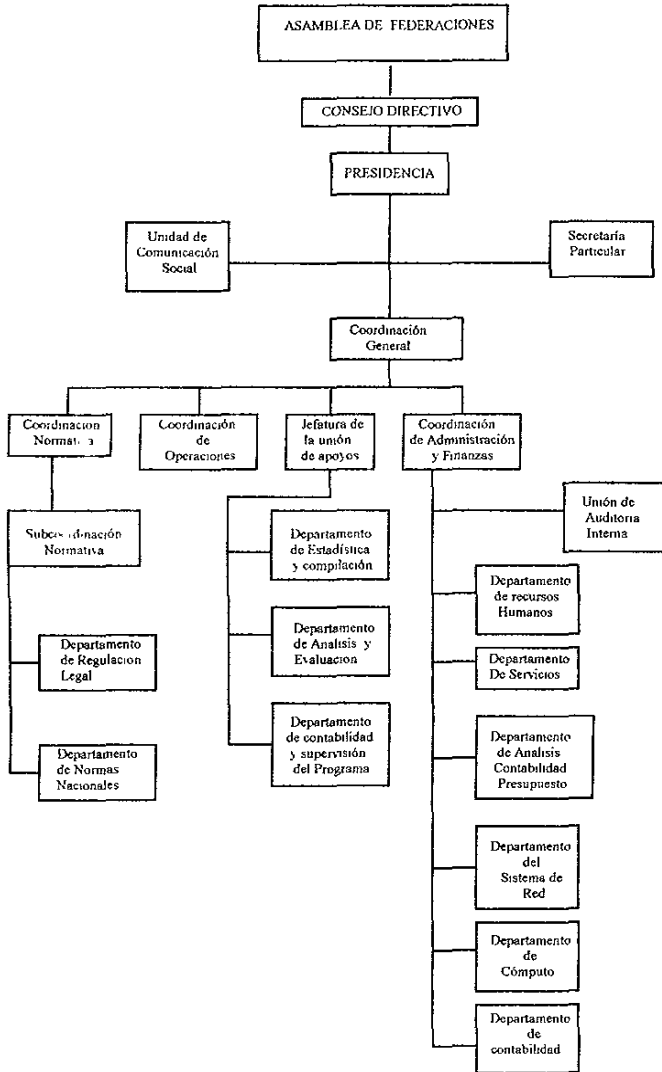 ASAMBLEA DE FEDERACIONES
CONSEJO DIRECTIVO
PRESIDENCIA
Unidad de
Comunicación
Social
Secretaría
Particular
Coordinación
General
Coordinacion
Normativa
Coordinación
de
Operaciones
Jefatura de
la unión
de apoyos
Coordinación
de Administración
y Finanzas
Subcoordinación
Normativa
Departamento
de Regulacion
Legal
Departamento
de Normas
Nacionales
Departamento
de Estadística
y compilación
Departamento
de Analisis y
Evaluacion
Departamento
de contabilidad
y supervisión
del Programa
Unión de
Auditoria
Interna
Departamento
de recursos
Humanos
Departamento
De Servicios
Departamento
de Analisis
Contabilidad
Presupuesto
Departamento
del
Sistema de
Red
Departamento
de
Cómputo
Departamento
de
contabilidad